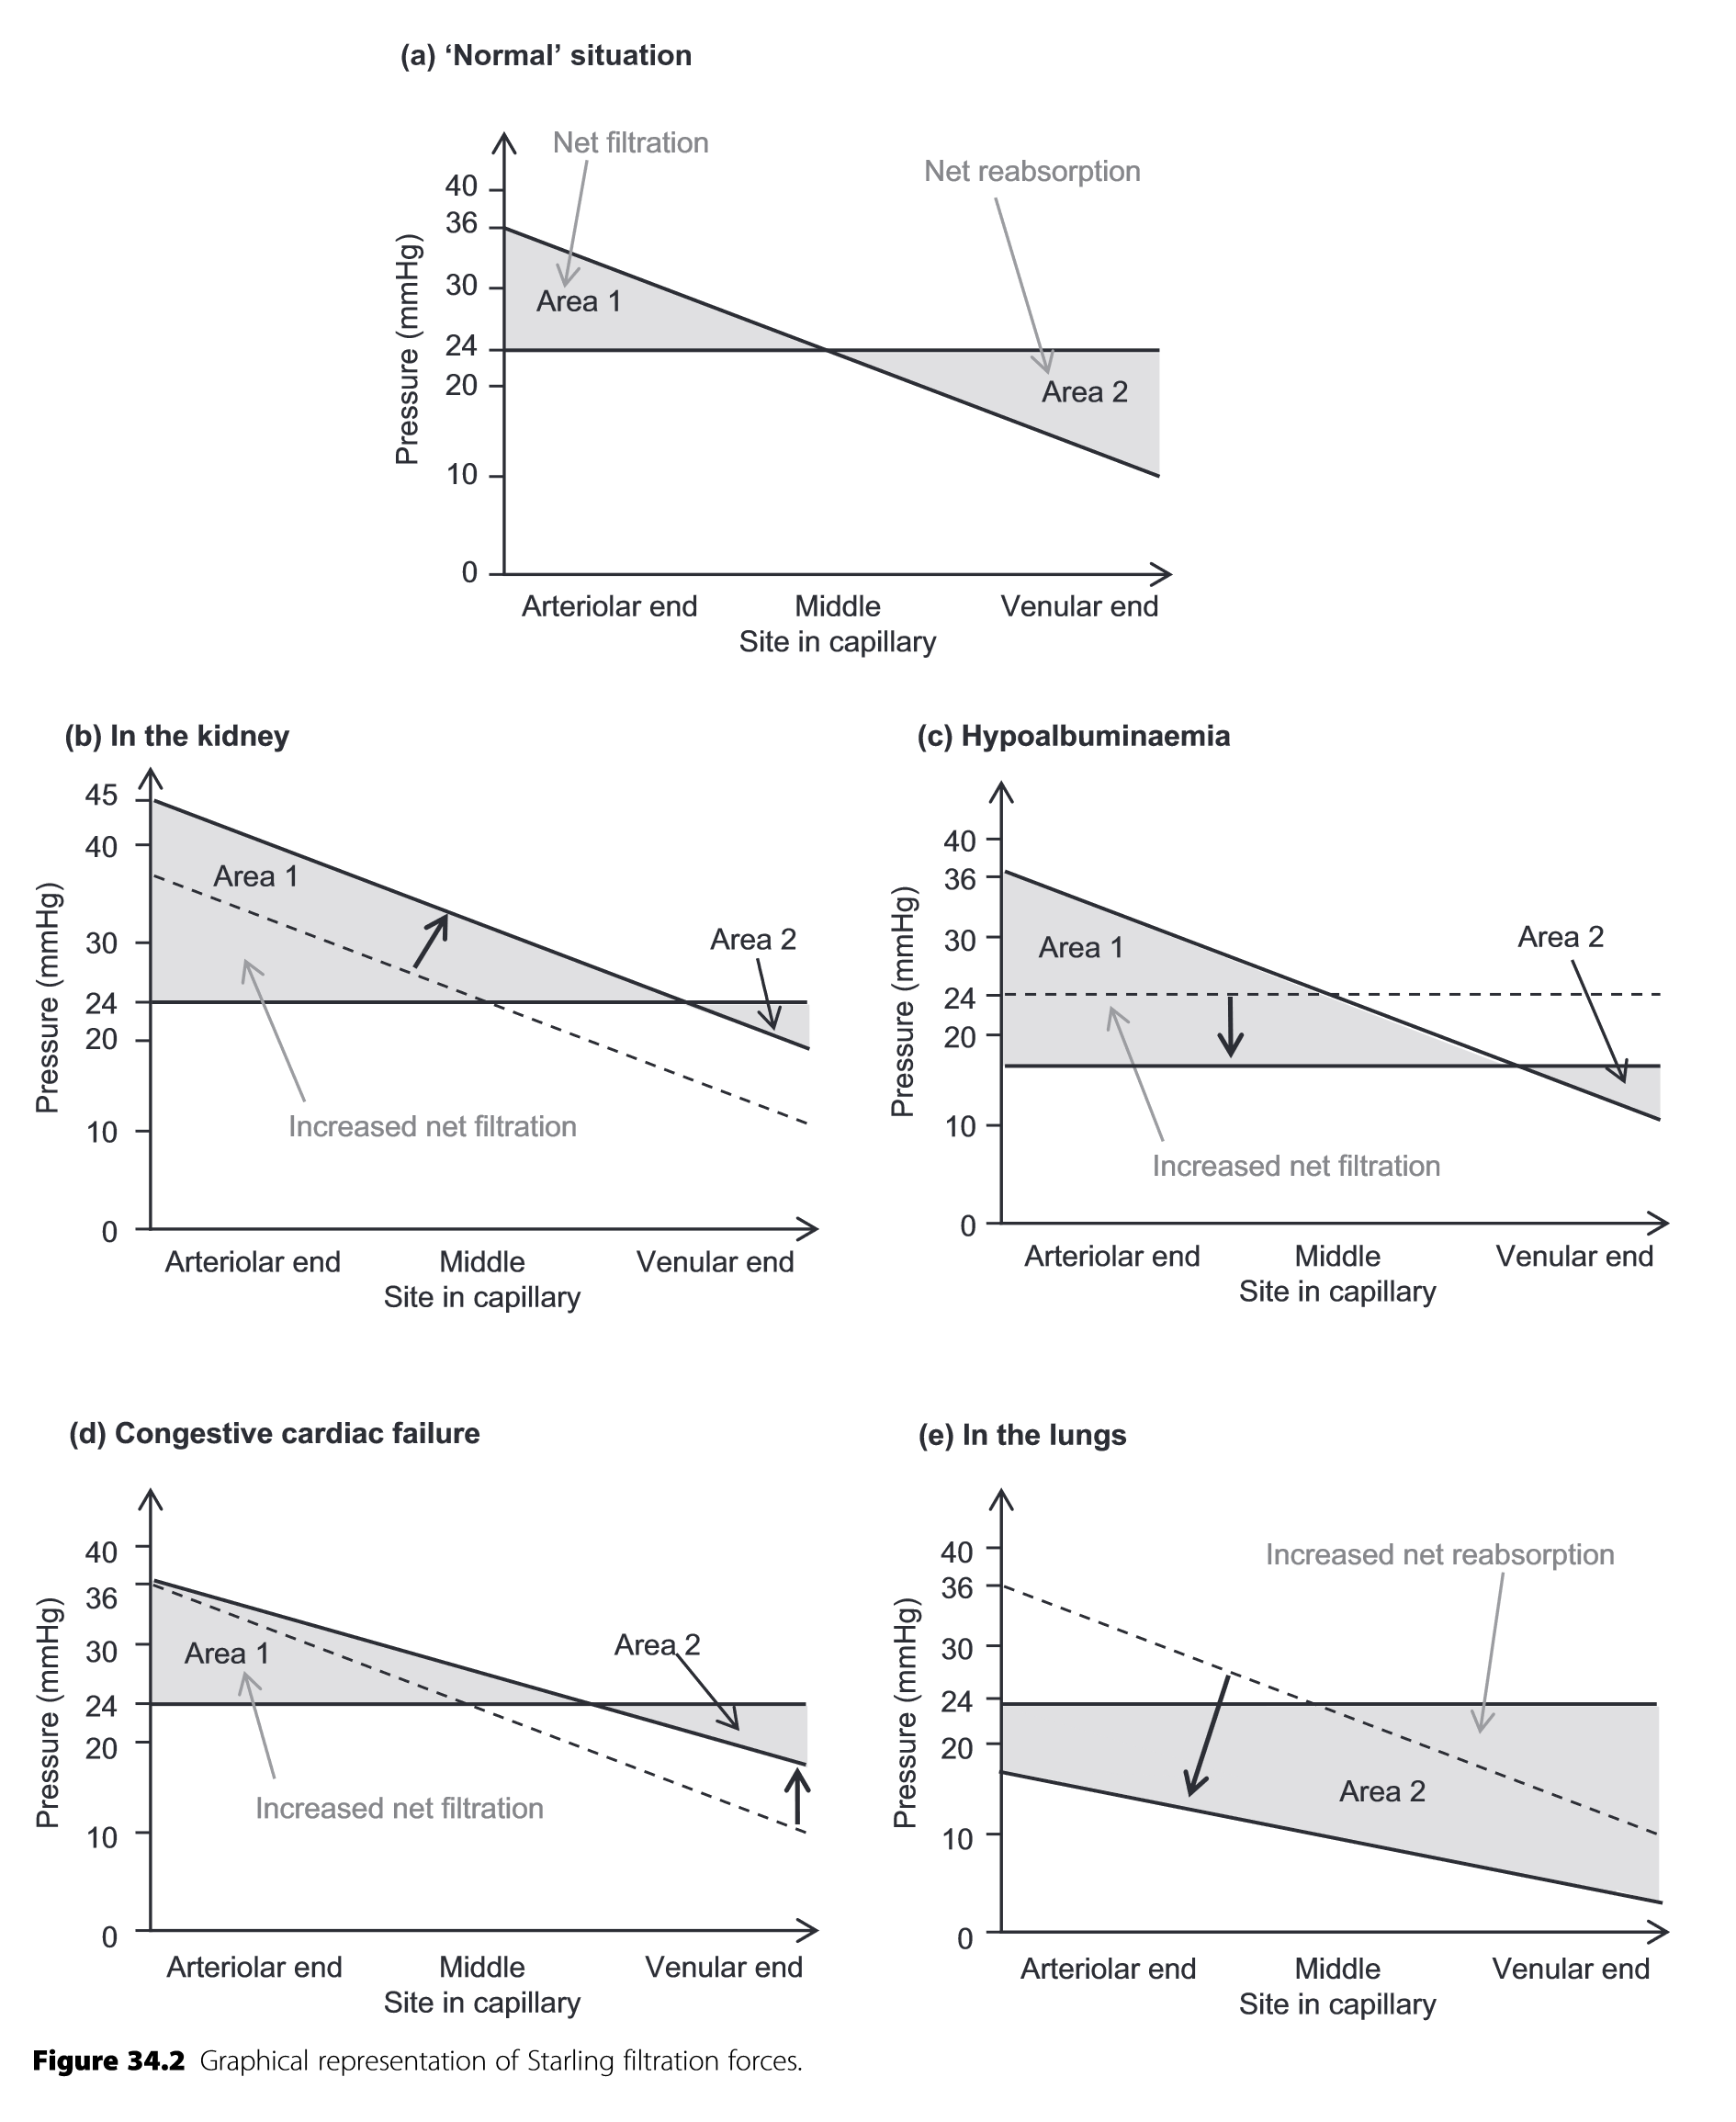 (a) ‘Normal’ situation
Net filtration
Net reabsorption
40
36
30
24
20
10
0
Area 1
Area 2
Pressure (mmHg)
Arteriolar end Middle Venular end
Site in capillary
(b) In the kidney
45
40
30
24
20
10
0
Area 1
Area 2
Increased net filtration
Pressure (mmHg)
Arteriolar end Middle Venular end
Site in capillary
(c) Hypoalbuminaemia
40
36
30
24
20
10
0
Area 1
Area 2
Increased net filtration
Pressure (mmHg)
Arteriolar end Middle Venular end
Site in capillary
(d) Congestive cardiac failure
40
36
30
24
20
10
0
Area 1
Area 2
Increased net filtration
Pressure (mmHg)
Arteriolar end Middle Venular end
Site in capillary
(e) In the lungs
40
36
30
24
20
10
0
Increased net reabsorption
Area 2
Pressure (mmHg)
Arteriolar end Middle Venular end
Site in capillary
Figure 34.2 Graphical representation of Starling filtration forces.